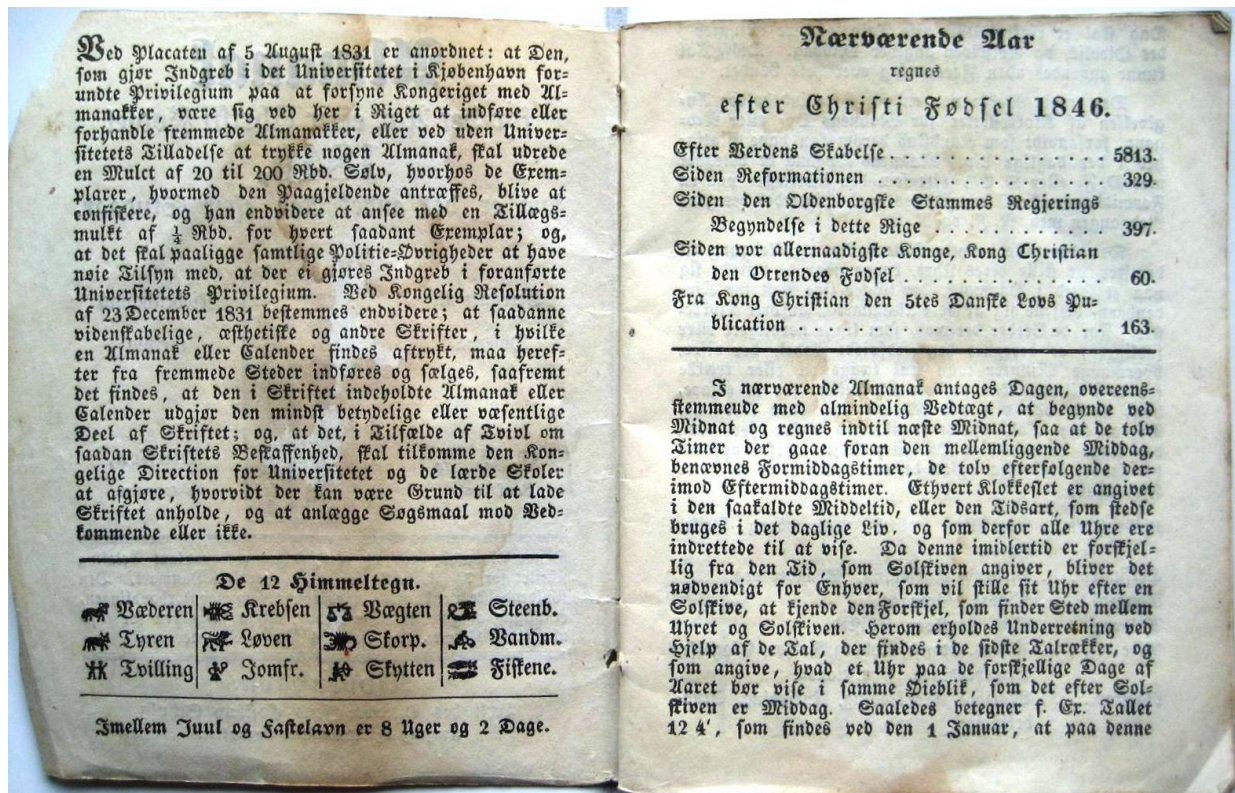 Ved Placaten af 5 August 1831 er anordnet: at Den,
som gjør Indgreb i det Universitetet i Kjøbenhavn for=
undte Privilegium paa at forsyne Kongeriget med Al=
manakker, være sig ved her i Riget at indføre eller
forhandle fremmede Almanakker, eller ved uden Univer=
sitetets Tilladelse at trykke nogen Almanak, skal udrede
en Mulct af 20 til 200 Rbd. Sølv, hvorhos de Exem=
plarer, hvormed den Paagjeldende antræffes, blive at
confiskere, og han endvidere at ansee med en Tillægs=
mulkt af ¼ Rbd. for hvert saadant Exemplar; og,
at det skal paaligge samtlige Politie=Øvrigheder at have
nøie Tilsyn med, at der ei gjøres Indgreb i foranførte
Universitetets Privilegium. Ved Kongelig Resolution
af 23 December 1831 bestemmes endvidere; at saadanne
videnskabelige, æsthetiske og andre Skrifter, i hvilke
en Almanak eller Calender findes aftrykt, maa heref=
ter fra fremmede Steder indføres og sælges, saafremt
det findes, at den i Skriftet indeholdte Almanak eller
Calender udgjør den mindst betydelige eller væsentlige
Deel af Skriftet; og, at det, i Tilfælde af Tvivl om
saadan Skriftets Beskaffenhed, skal tilkomme den Kon=
gelige Direction for Universitetet og de lærde Skoler
at afgjøre, hvorvidt der kan være Grund til at lade
Skriftet anholde, og at anlægge Søgsmaal mod Ved=
kommende eller ikke.
De 12 Himmeltegn.
Væderen Krebsen Vægten Steenb.
Tyren Løven Skorp. Vandm.
Tvilling Jomfr. Skytten Fiskene.
Imellem Juul og Fastelavn er 8 Uger og 2 Dage.
Nærværende Aar
regnes
efter Christi Fødsel 1846.
Efter Verdens Skabelse . . . . . . . . . . . . . . . . . 5813.
Siden Reformationen . . . . . . . . . . . . . . . . . . 329.
Siden den Oldenborgske Stammes Regjerings
Begyndelse i dette Rige . . . . . . . . . . . . . . 397.
Siden vor allernaadigste Konge, Kong Christian
den Ottendes Fødsel . . . . . . . . . . . . . . . . 60.
Fra Kong Christian den 5tes Danske Lovs Pu=
blication . . . . . . . . . . . . . . . . . . . . . . . 163.
I nærværende Almanak antages Dagen, overeens=
stemmeude med almindelig Vedtægt, at begynde ved
Midnat og regnes indtil næste Midnat, saa at de tolv
Timer der gaae foran den mellemliggende Middag,
benævnes Formiddagstimer, de tolv efterfølgende der=
imod Eftermiddagstimer. Ethvert Klokkeslet er angivet
i den saakaldte Middeltid, eller den Tidsart, som stedse
bruges i det daglige Liv, og som derfor alle Uhre ere
indrettede til at vise. Da denne imidlertid er forskjel=
lig fra den Tid, som Solskiven angiver, bliver det
nødvendigt for Enhver, som vil stille sit Uhr efter en
Solskive, at kjende den Forskjel, som finder Sted mellem
Uhret og Solskiven. Herom erholdes Underretning ved
Hjelp af de Tal, der findes i de sidste Talrækker, og
som angive, hvad et Uhr paa de forskjellige Dage af
Aaret bør vise i samme Øieblik, som det efter Sol=
skiven er Middag. Saaledes betegner f. Ex. Tallet
12 4′, som findes ved den 1 Januar, at paa denne